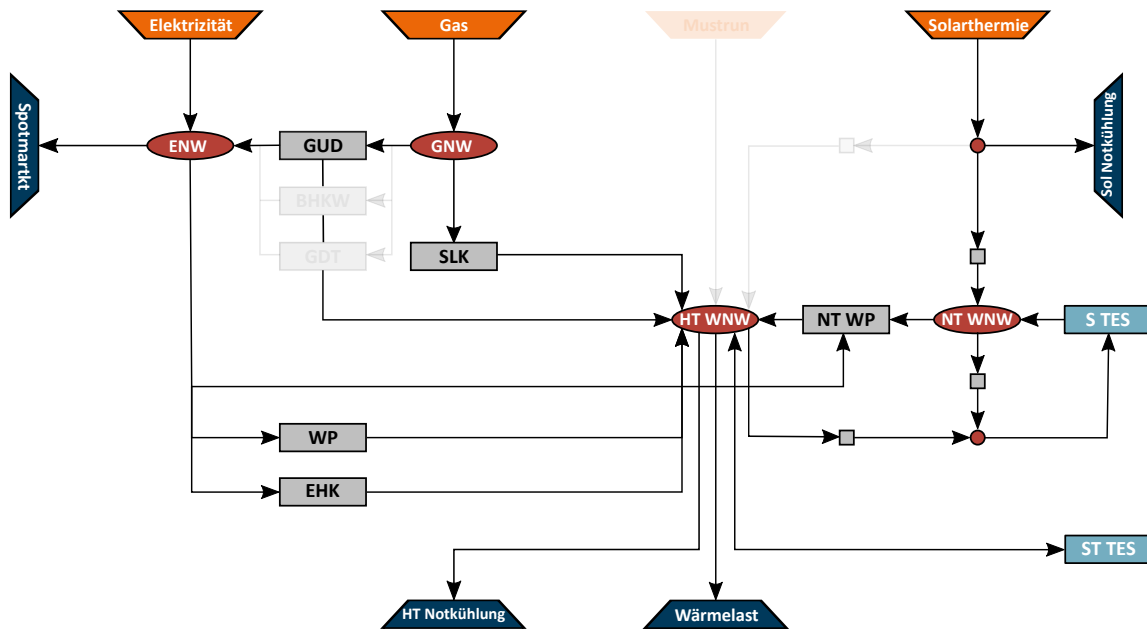 Elektrizität
Gas
Mustrun
Solarthermie
Spotmartkt
ENW
GUD
GNW
Sol Notkühlung
BHKW
GDT
SLK
HT WNW
NT WP
NT WNW
S TES
WP
EHK
ST TES
HT Notkühlung
Wärmelast